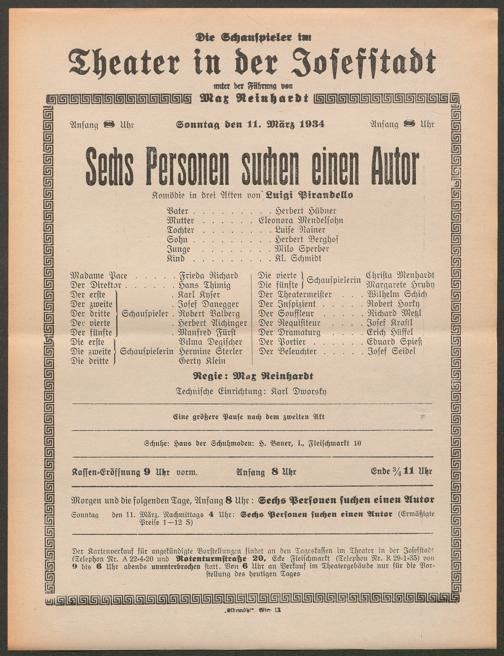 Die Schauspieler im
Theater in der Josefstadt
unter der Führung von
Max Reinhardt
Anfang Uhr Sonntag den 11. März 1934 Anfang Uhr
Sechs Personen suchen einen Autor
Komödie in drei Akten von Luigi Pirandello
Vater . . . . . . . . . Herbert Hübner
Mutter . . . . . . . Eleonora Mendelsohn
Tochter . . . . . . . . Luise Rainer
Sohn . . . . . . . . . Herbert Berghof
Junge . . . . . . . . . Milo Sperber
Kind . . . . . . . . . Kl. Schmidt
Madame Pace . . . . . Frieda Richard
Der Direktor . . . . . Hans Thimig
Der erste Karl Kyser
Der zweite Josef Danegger
Der dritte Schauspieler . Robert Valberg
Der vierte Herbert
Der fünfte Manfred Fürst
Die erste Vilma Degischer
Die zweite Schauspielerin Hermine Sterler
Die dritte Gerty Klein
Die vierte Schauspielerin Christa Menhardt
Die fünfte Margarete Hruby
Der Theatermeister . . Wilhelm Schich
Der Inspizient . . . . Robert Horky
Der Souffleur . . . . Richard Metzl
Der Requisiteur . . . Josef Krastl
Der Dramaturg . . . Erich Hüffel
Der Portier . . . . . Eduard Spieß
Der Beleuchter . . . . Josef Seidel
Regie: Max Reinhardt
Technische Einrichtung: Karl Dworsky
Eine größere Pause nach dem zweiten Akt
Schuhe: Haus der Schuhmoden: H. Bauer, I., Fleischmarkt 10
Kassen-Eröffnung 9 Uhr vorm. Anfang 8 Uhr Ende ¾ 11 Uhr
Morgen und die folgenden Tage, Anfang 8 Uhr: Sechs Personen suchen einen Autor
Sonntag den 11. März, Nachmittags 4 Uhr: Sechs Personen suchen einen Autor (Ermäßigte
Preise 1—12 S)
Der Kartenverkauf für angekündigte Vorstellungen findet an den Tageskassen im Theater in der Josefstadt
(Telephon Nr. A 22-4-20 und Rotenturmstraße 20, Ecke Fleischmarkt (Telephon Nr. R 29-1-35) von
9 bis 6 Uhr abends ununterbrochen statt. Von 6 Uhr an Verkauf im Theatergebäude nur für die Vor-
stellung des heutigen Tages
Wien IX